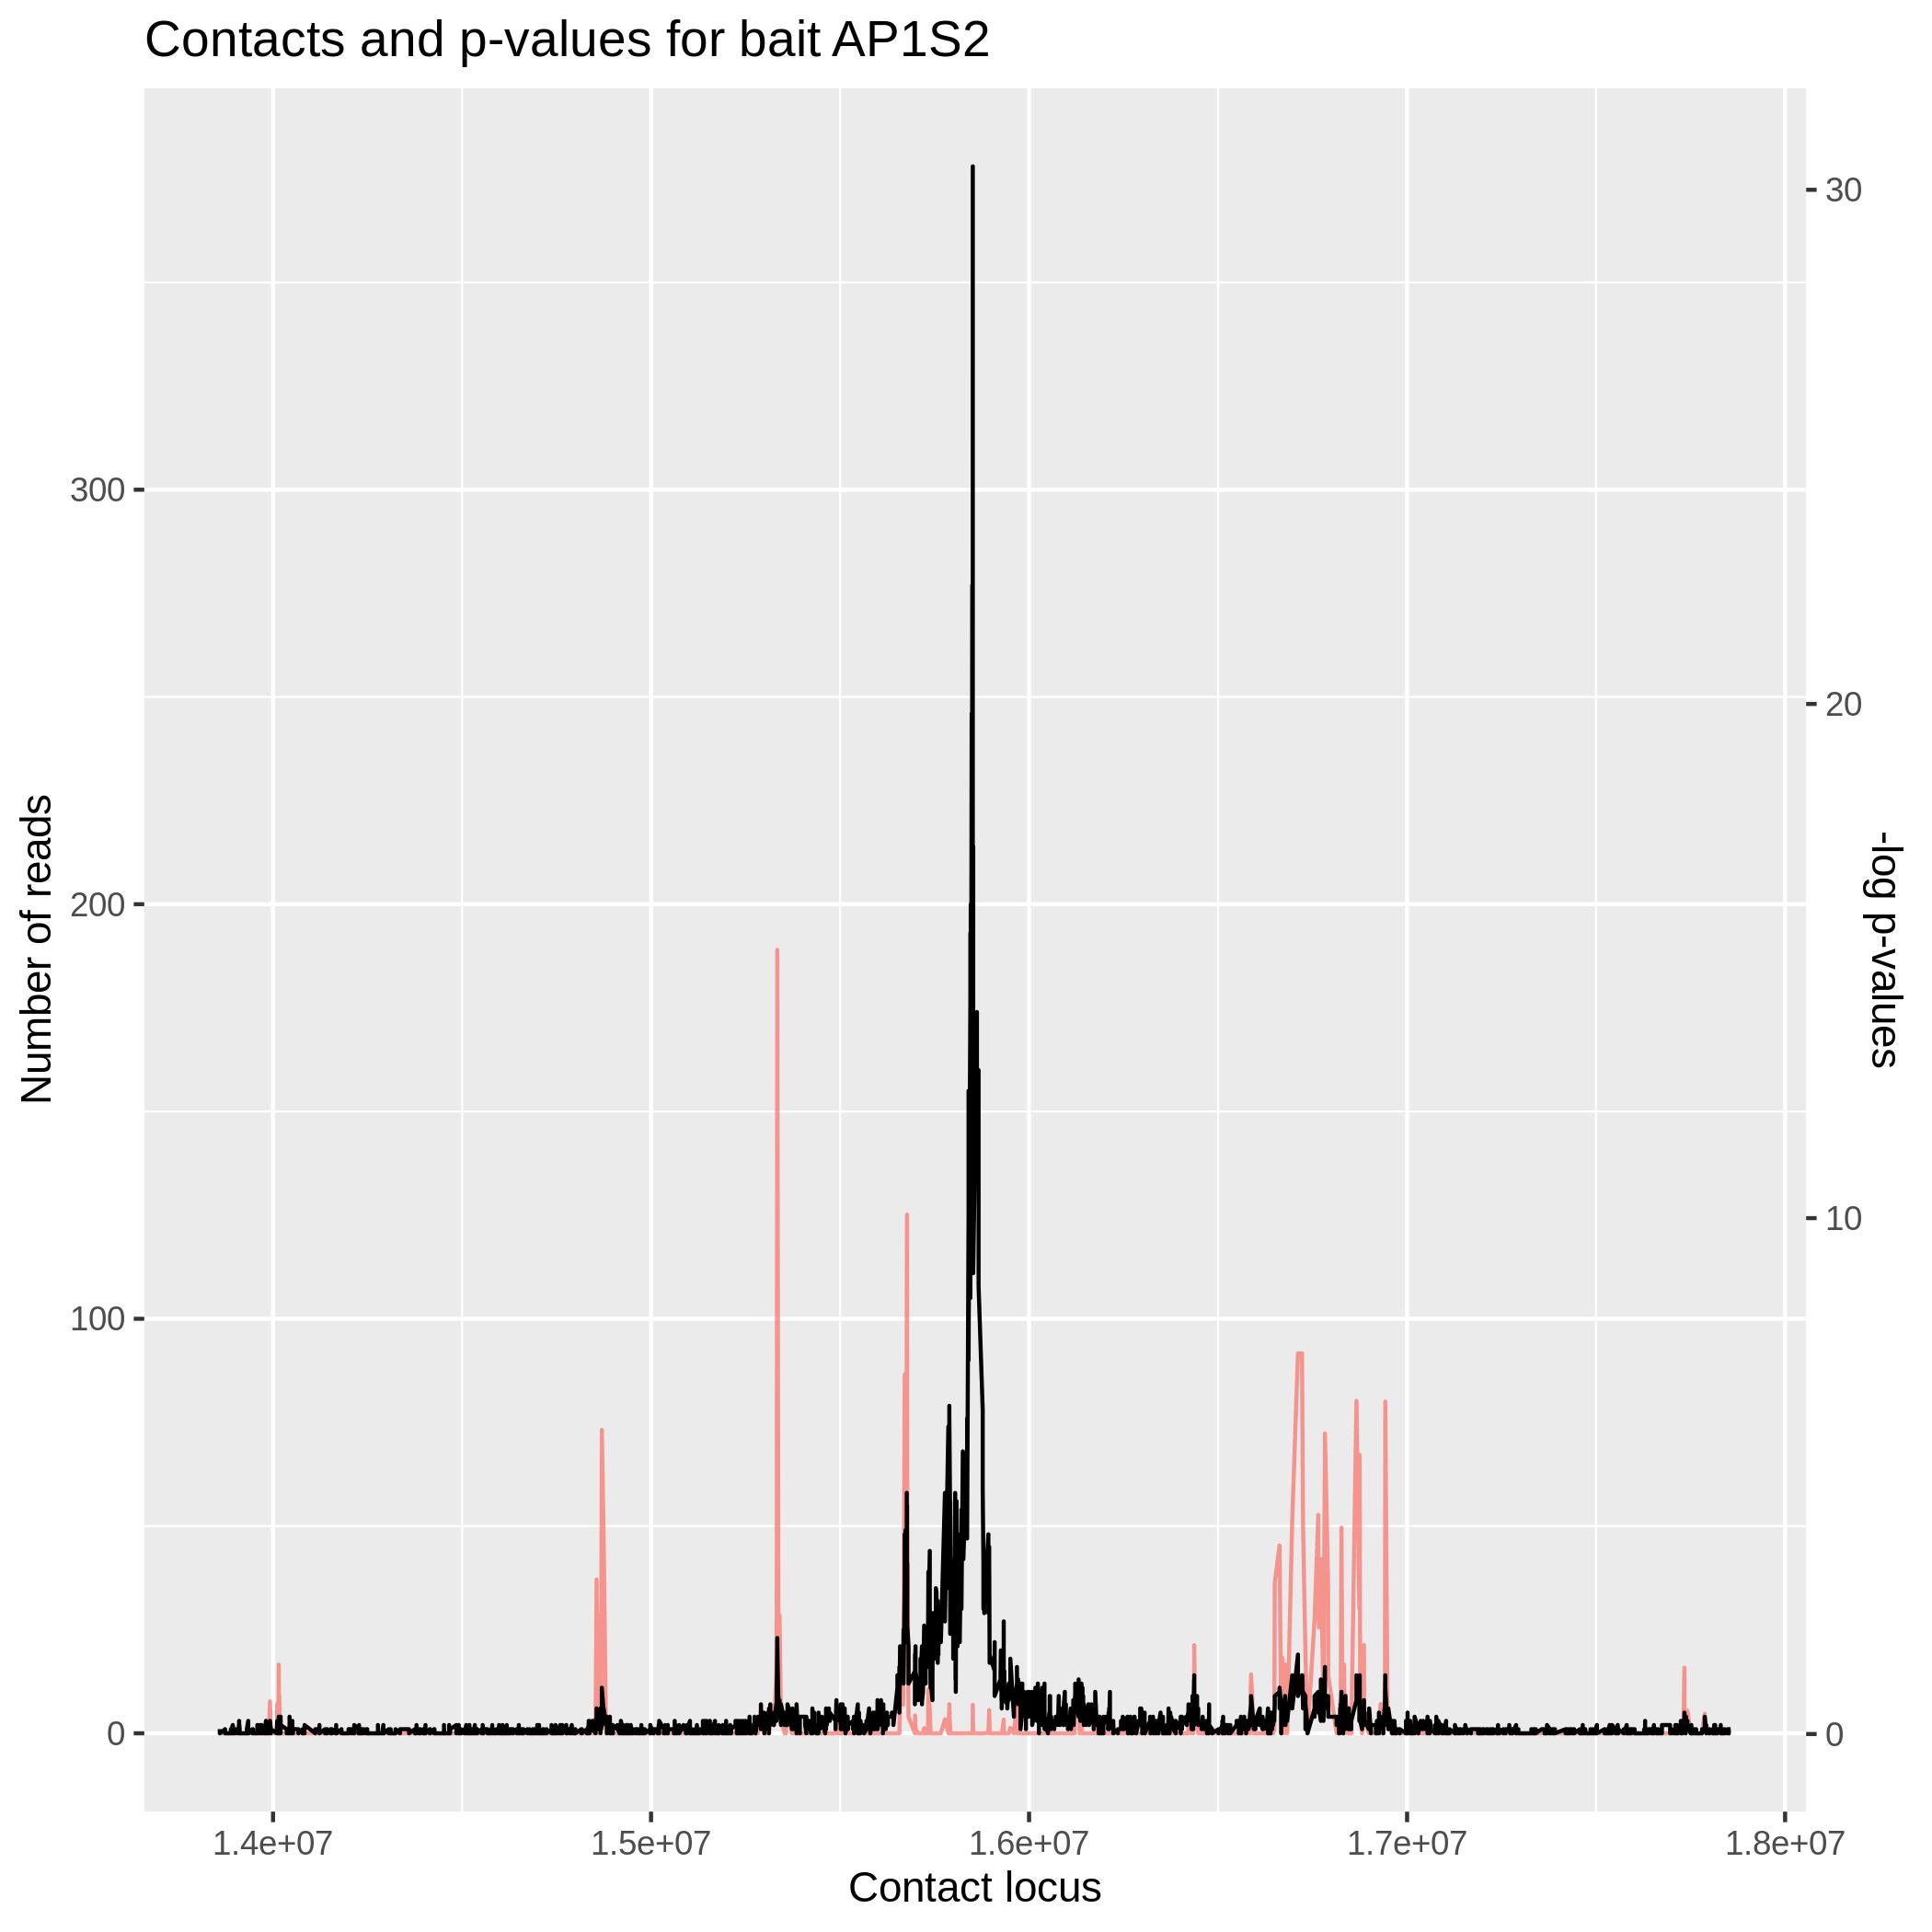 Contacts and p-values for bait AP1S2
Number of reads
300
200
100
0
30
20
10
0
-log p-values
1.4e+07
1.5e+07
1.6e+07
1.7e+07
1.8e+07
Contact locus